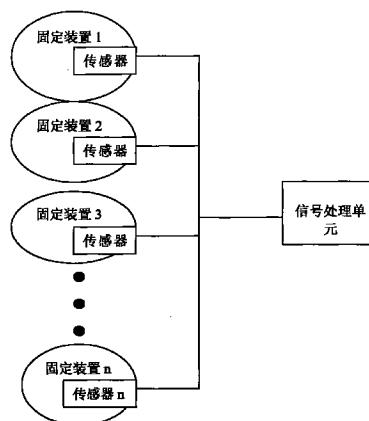 固定装置 1
传感器
固定装置 2
传感器
固定装置 3
传感器
信号处理单
元
固定装置 n
传感器 n